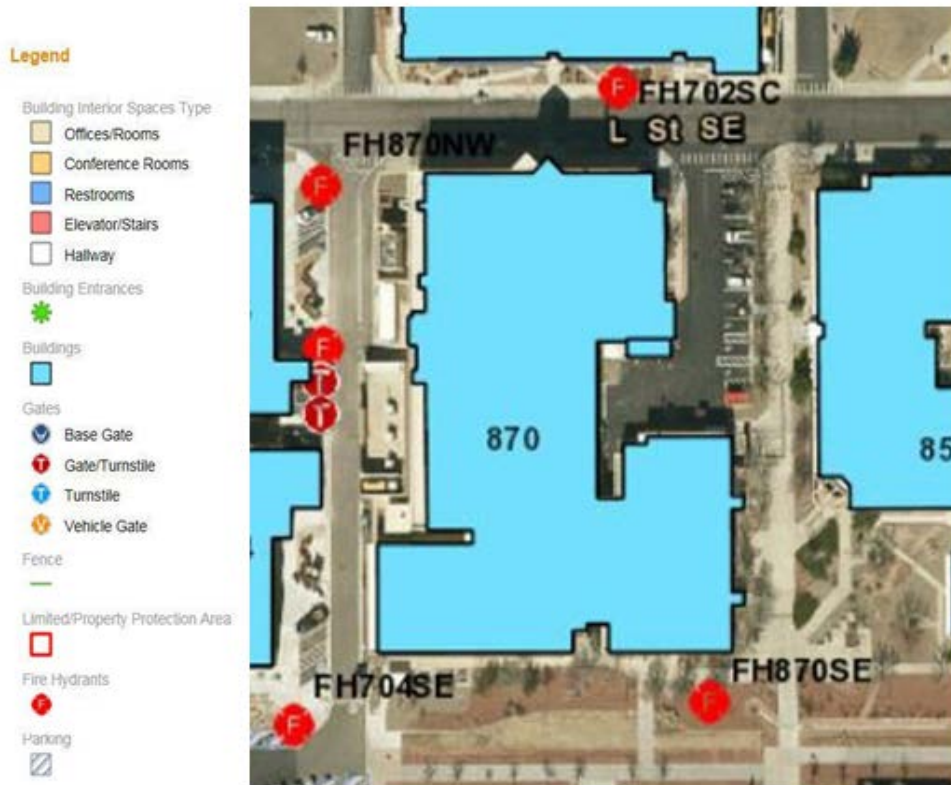 Legend
Building Interior Spaces Type
Offices/Rooms
Conference Rooms
Restrooms
Elevator/Stairs
Hallway
Building Entrances
Buildings
Gates
Base Gate
T Gate/Turnstile
T Turnstile
V Vehicle Gate
Fence
Limited/Property Protection Area
Fire Hydrants
F
Parking
F FH702SC
L St SE
FH870NW
F
F
T
T
870
85
FH704SE
F
FH870SE
F